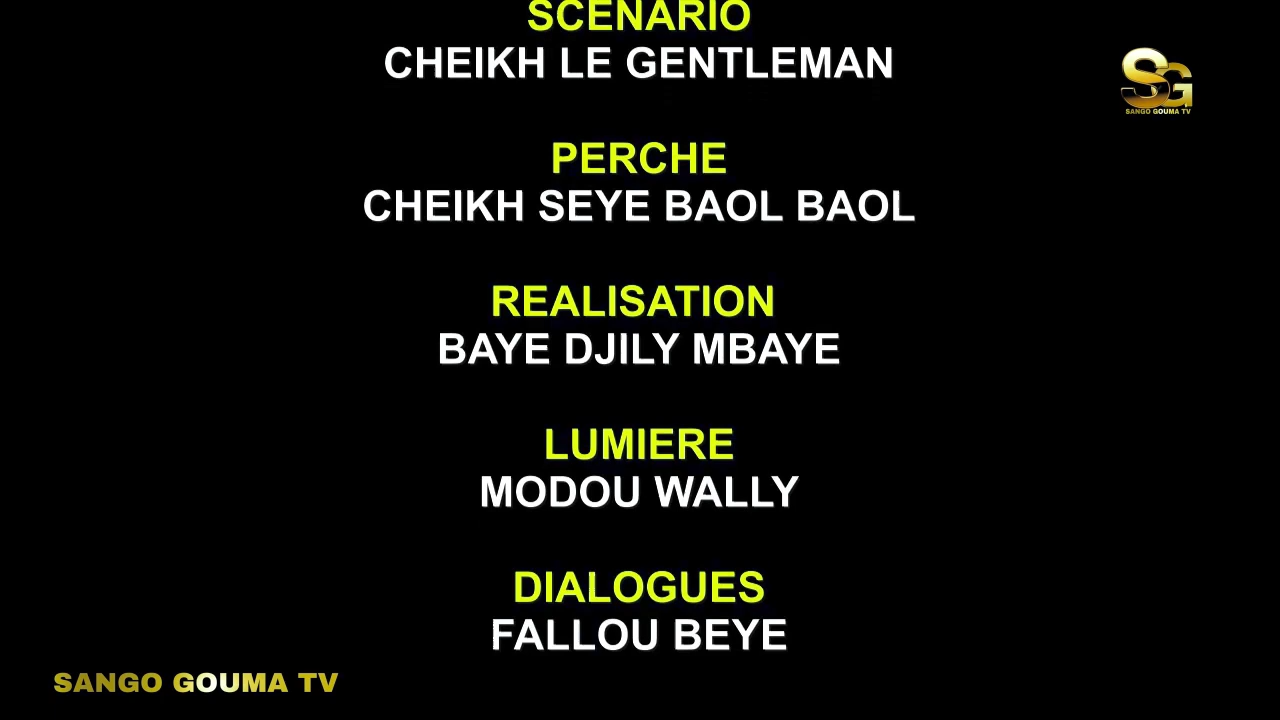 SCENARIO
CHEIKH LE GENTLEMAN
SG
SANGO GOUMA TV
PERCHE
CHEIKH SEYE BAOL BAOL
REALISATION
BAYE DJILY MBAYE
LUMIERE
MODOU WALLY
DIALOGUES
FALLOU BEYE
SANGO GOUMA TV